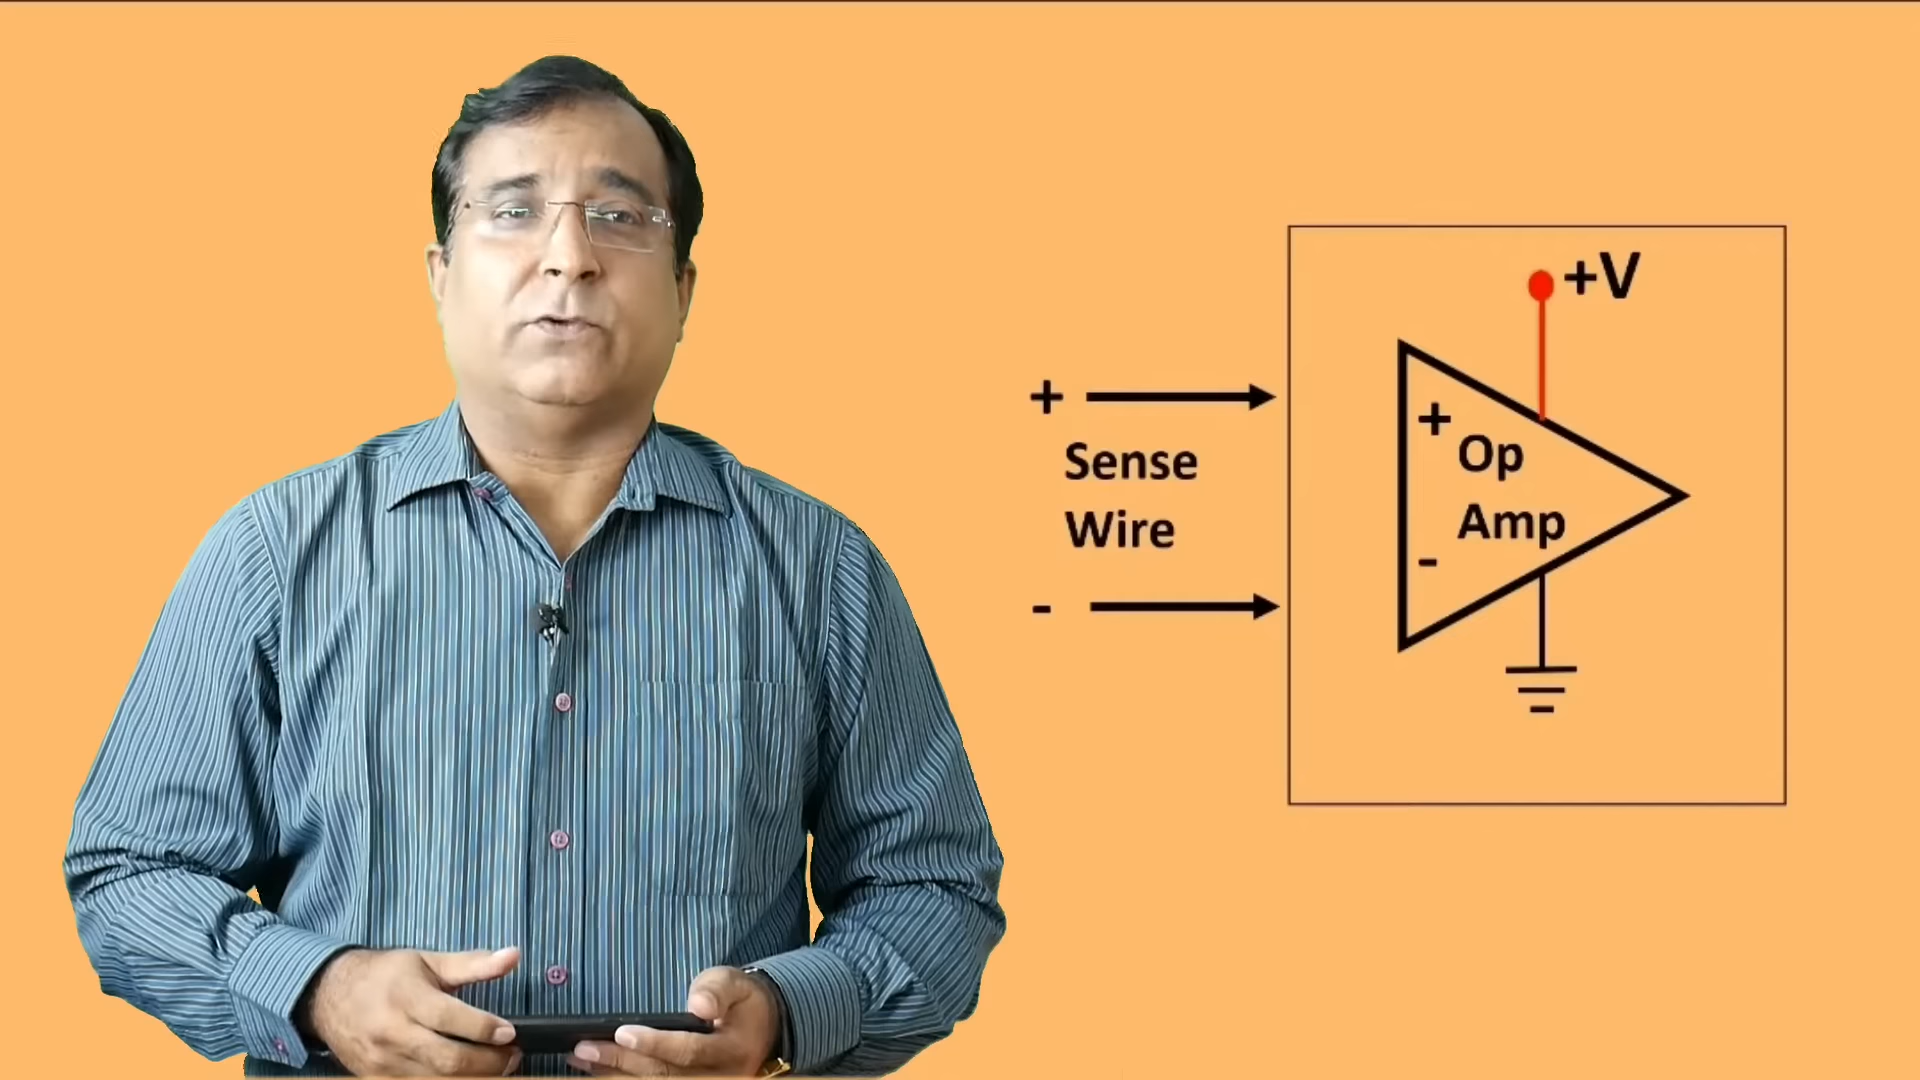 +V
+
Sense
Wire
-
+
Op
Amp
-